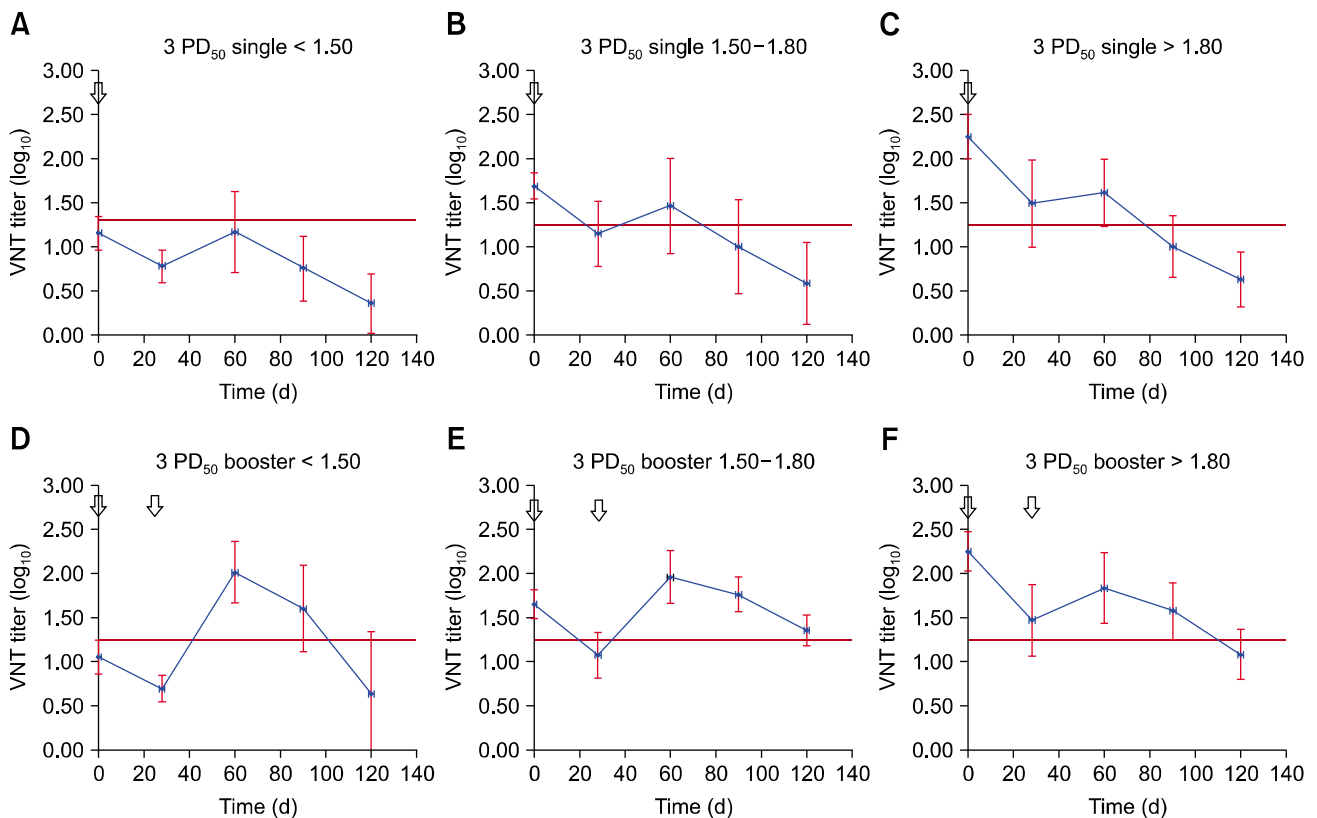 A
3 PD₅₀ single < 1.50
VNT titer (log₁₀)
3.00
2.50
2.00
1.50
1.00
0.50
0.00
0 20 40 60 80 100 120 140
Time (d)
B
3 PD₅₀ single 1.50−1.80
VNT titer (log₁₀)
3.00
2.50
2.00
1.50
1.00
0.50
0.00
0 20 40 60 80 100 120 140
Time (d)
C
3 PD₅₀ single > 1.80
VNT titer (log₁₀)
3.00
2.50
2.00
1.50
1.00
0.50
0.00
0 20 40 60 80 100 120 140
Time (d)
D
3 PD₅₀ booster < 1.50
VNT titer (log₁₀)
3.00
2.50
2.00
1.50
1.00
0.50
0.00
0 20 40 60 80 100 120 140
Time (d)
E
3 PD₅₀ booster 1.50−1.80
VNT titer (log₁₀)
3.00
2.50
2.00
1.50
1.00
0.50
0.00
0 20 40 60 80 100 120 140
Time (d)
F
3 PD₅₀ booster > 1.80
VNT titer (log₁₀)
3.00
2.50
2.00
1.50
1.00
0.50
0.00
0 20 40 60 80 100 120 140
Time (d)